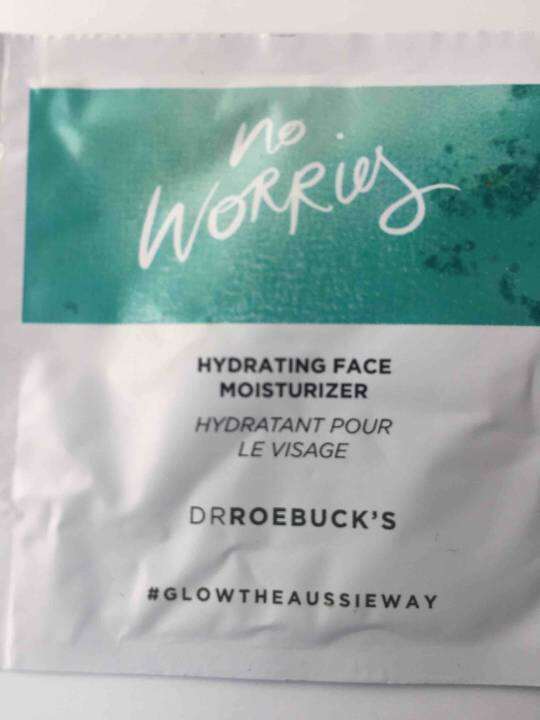 no
WORRies
HYDRATING FACE
MOISTURIZER
HYDRATANT POUR
LE VISAGE
DRROEBUCK'S
#GLOWTHEAUSSIEWAY